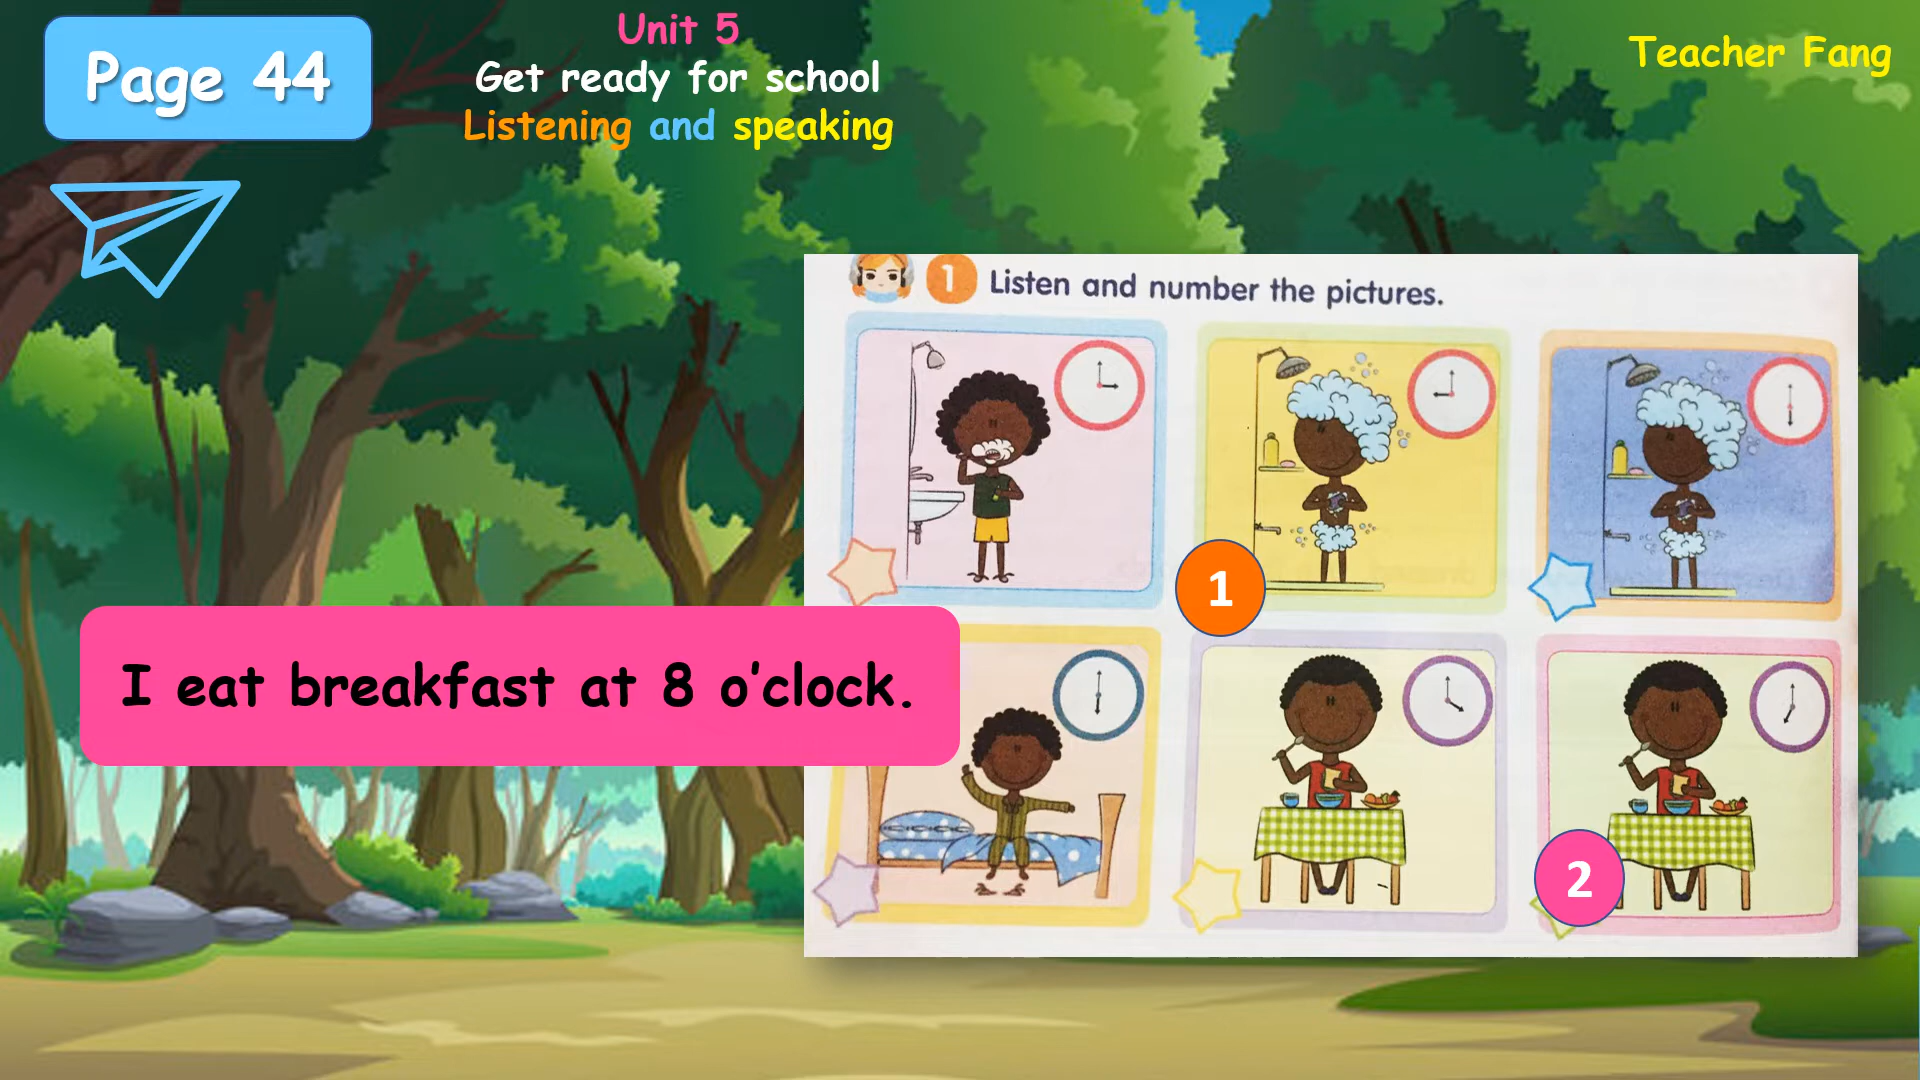 Page 44
Unit 5
Get ready for school
Listening and speaking
Teacher Fang
1 Listen and number the pictures.
1
I eat breakfast at 8 o'clock.
2